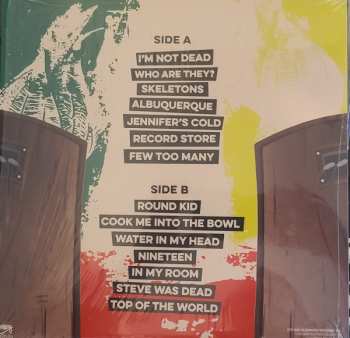 SIDE A
I'M NOT DEAD
WHO ARE THEY?
SKELETONS
ALBUQUERQUE
JENNIFER'S COLD
RECORD STORE
FEW TOO MANY
SIDE B
ROUND KID
COOK ME INTO THE BOWL
WATER IN MY HEAD
NINETEEN
IN MY ROOM
STEVE WAS DEAD
TOP OF THE WORLD